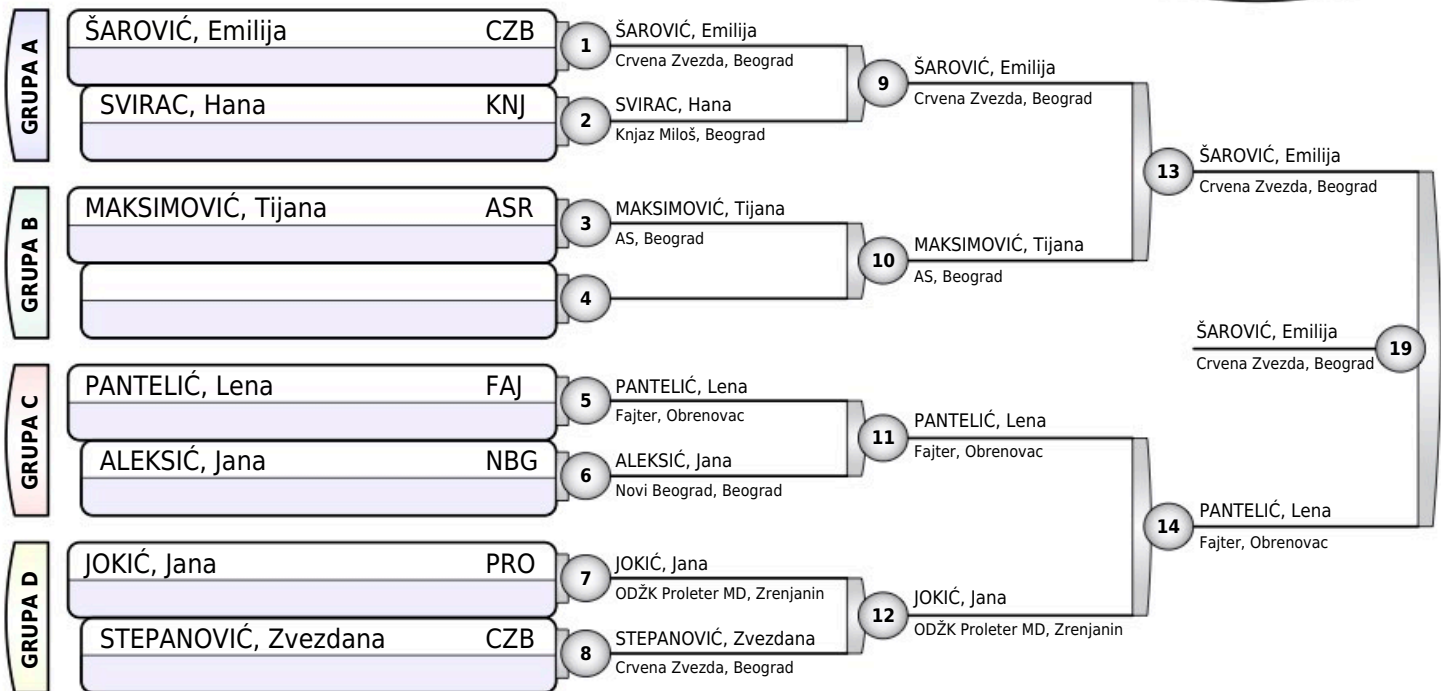 GRUPA A
ŠAROVIĆ, Emilija CZB
SVIRAC, Hana KNJ
1
ŠAROVIĆ, Emilija
Crvena Zvezda, Beograd
2
SVIRAC, Hana
Knjaz Miloš, Beograd
9
ŠAROVIĆ, Emilija
Crvena Zvezda, Beograd
GRUPA B
MAKSIMOVIĆ, Tijana ASR
3
MAKSIMOVIĆ, Tijana
AS, Beograd
4
10
MAKSIMOVIĆ, Tijana
AS, Beograd
13
ŠAROVIĆ, Emilija
Crvena Zvezda, Beograd
GRUPA C
PANTELIĆ, Lena FAJ
ALEKSIĆ, Jana NBG
5
PANTELIĆ, Lena
Fajter, Obrenovac
6
ALEKSIĆ, Jana
Novi Beograd, Beograd
11
PANTELIĆ, Lena
Fajter, Obrenovac
GRUPA D
JOKIĆ, Jana PRO
STEPANOVIĆ, Zvezdana CZB
7
JOKIĆ, Jana
ODŽK Proleter MD, Zrenjanin
8
STEPANOVIĆ, Zvezdana
Crvena Zvezda, Beograd
12
JOKIĆ, Jana
ODŽK Proleter MD, Zrenjanin
14
PANTELIĆ, Lena
Fajter, Obrenovac
ŠAROVIĆ, Emilija
Crvena Zvezda, Beograd
19